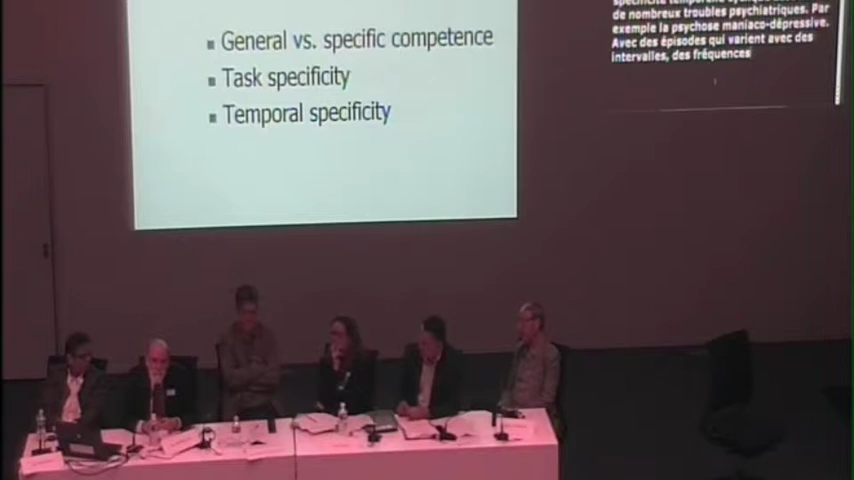 General vs. specific competence
Task specificity
Temporal specificity
de nombreux troubles psychiatriques. Par
exemple la psychose maniaco-dépressive.
Avec des épisodes qui varient avec des
intervalles, des fréquences